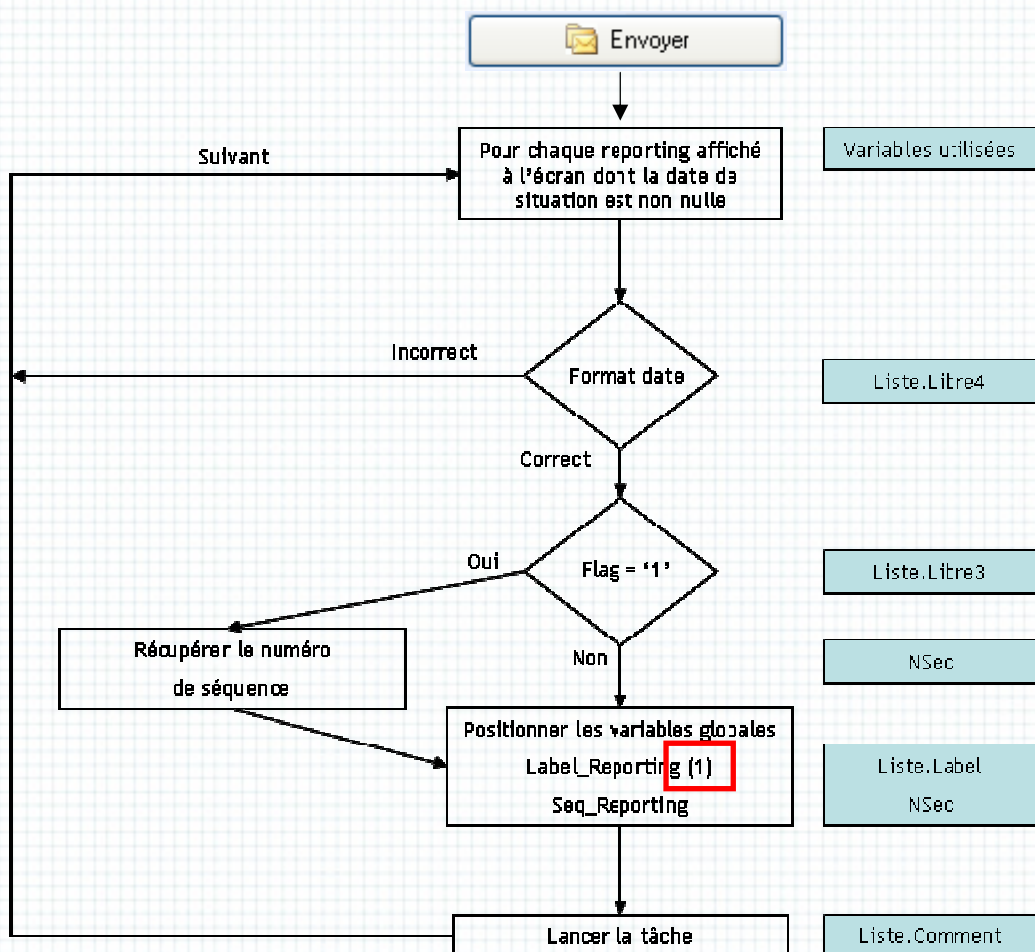 Envoyer
Suivant
Pour chaque reporting affiché
à l'écran dont la date de
situation est non nulle
Variables utilisées
Incorrect
Format date
Liste.Libre4
Correct
Oui
Flag = ‘1’
Liste.Libre3
Récupérer le numéro
de séquence
Non
NSec
Positionner les variables globales
Label_Reporting (1)
Seq_Reporting
Liste.Label
NSec
Lancer la tâche
Liste.Comment